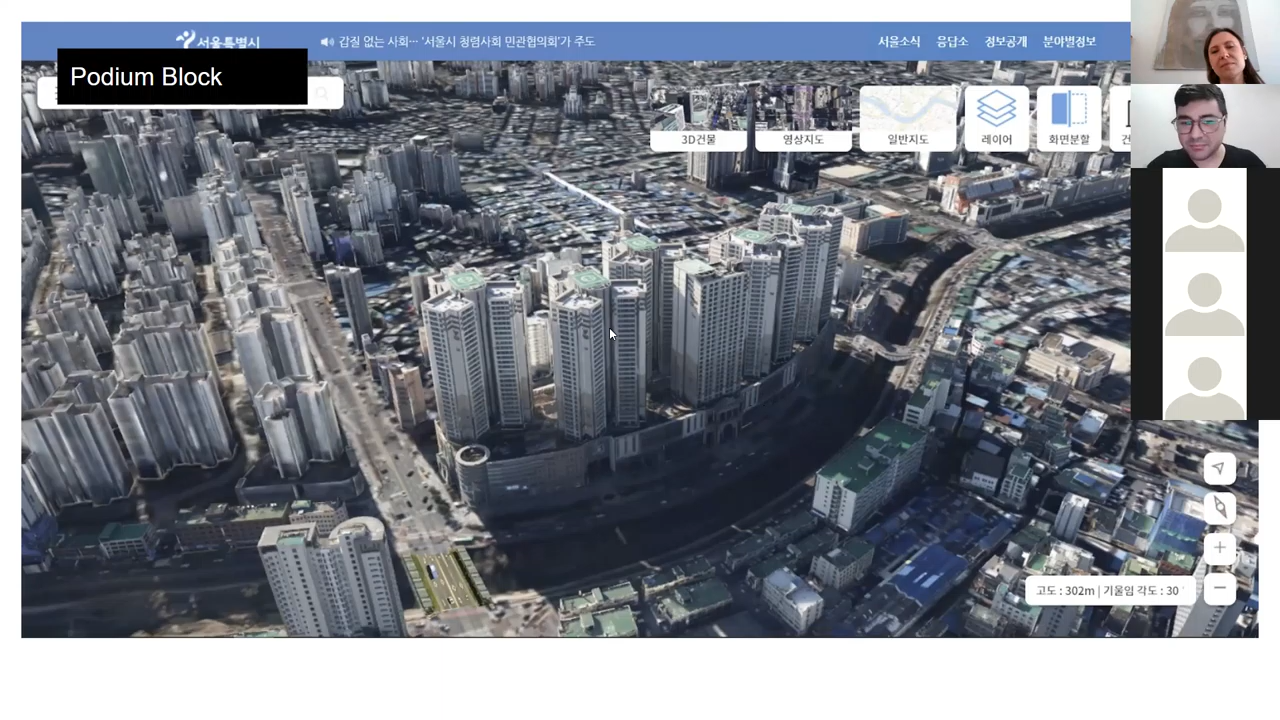 서울특별시
갑질 없는 사회··· '서울시 청렴사회 민관협의회'가 주도
서울소식
응답소
정보공개
분야별정보
Podium Block
3D건물
영상지도
일반지도
레이어
화면분할
고도 : 302m | 기울임 각도 : 30